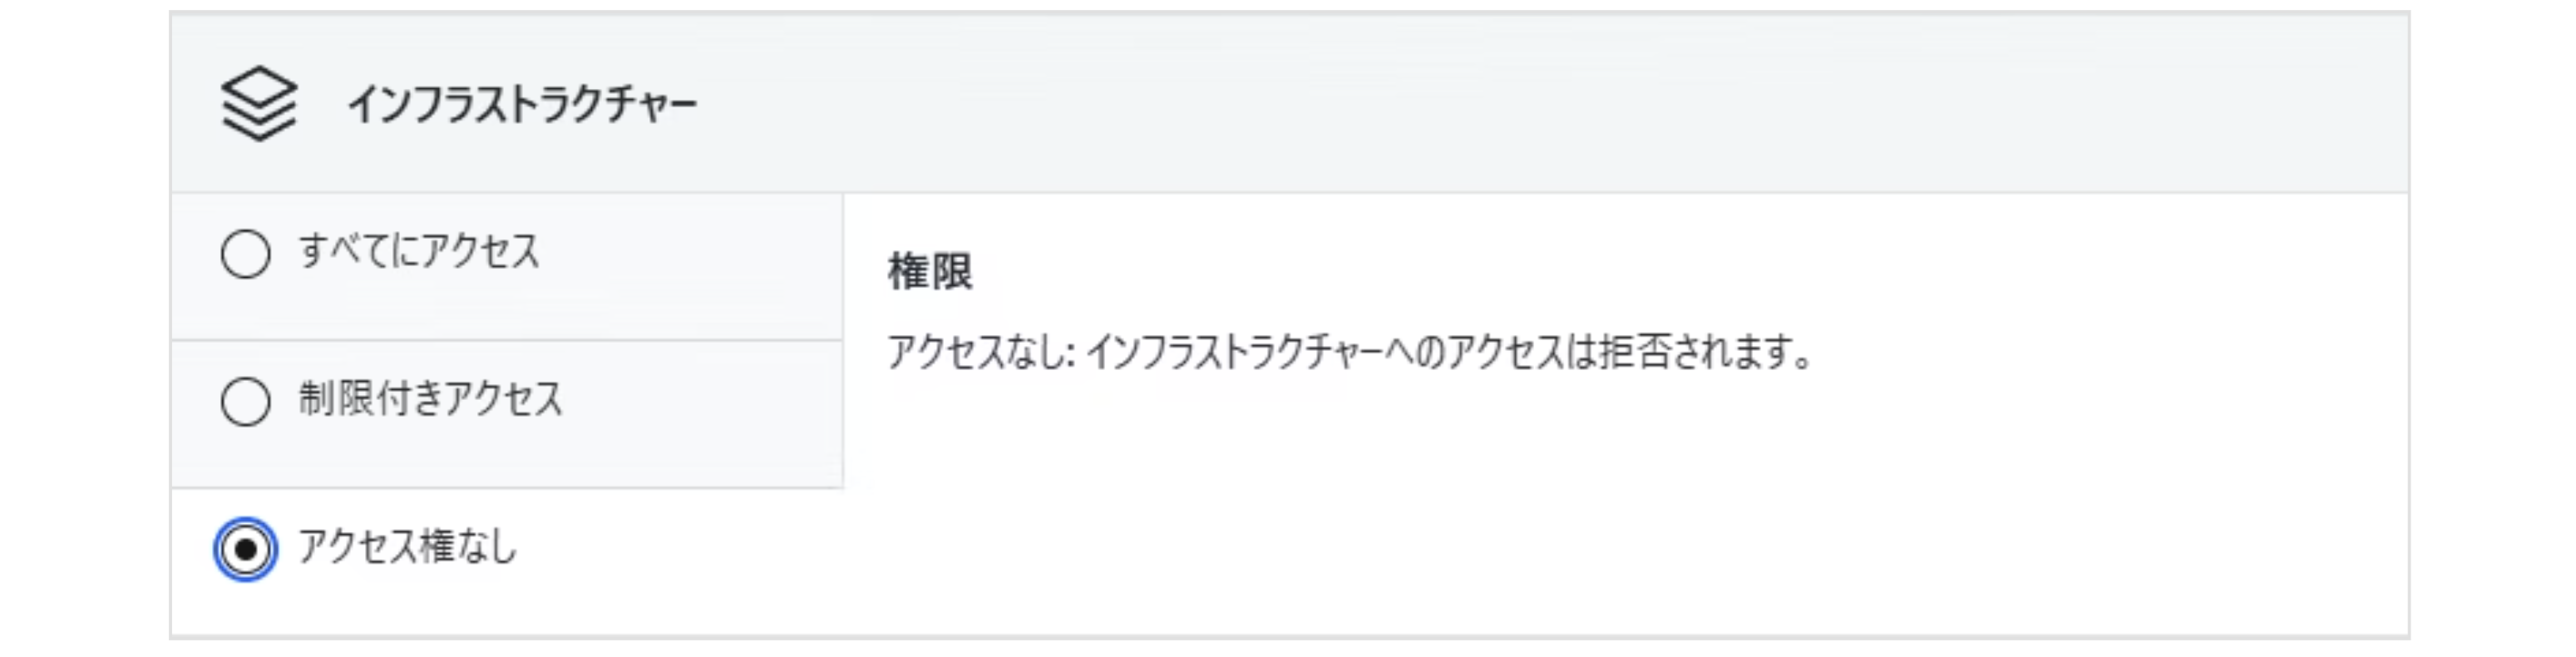 インフラストラクチャー
すべてにアクセス
制限付きアクセス
アクセス権なし
権限
アクセスなし: インフラストラクチャーへのアクセスは拒否されます。